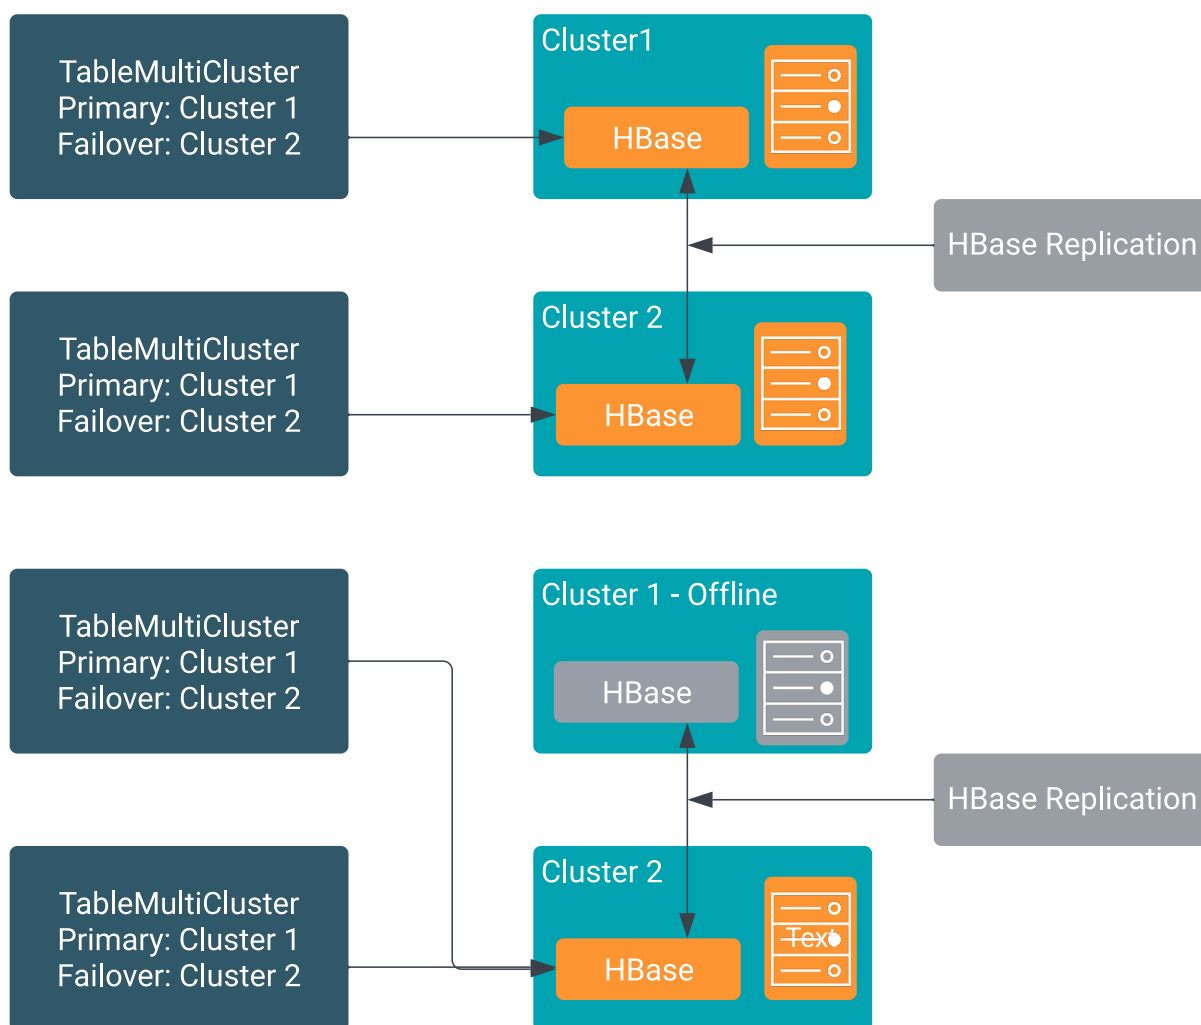 TableMultiCluster
Primary: Cluster 1
Failover: Cluster 2
Cluster1
HBase
HBase Replication
TableMultiCluster
Primary: Cluster 1
Failover: Cluster 2
Cluster 2
HBase
TableMultiCluster
Primary: Cluster 1
Failover: Cluster 2
Cluster 1 - Offline
HBase
HBase Replication
TableMultiCluster
Primary: Cluster 1
Failover: Cluster 2
Cluster 2
Text
HBase